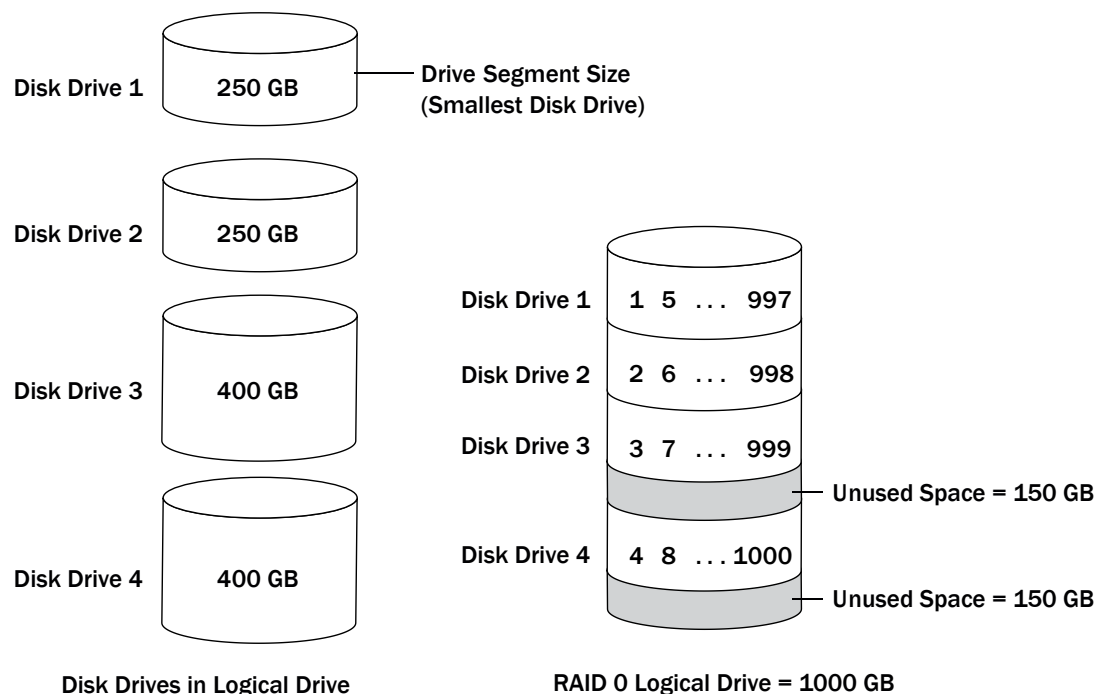 Disk Drive 1
250 GB
Drive Segment Size
(Smallest Disk Drive)
Disk Drive 2
250 GB
Disk Drive 3
400 GB
Disk Drive 4
400 GB
Disk Drives in Logical Drive
Disk Drive 1
1 5 ... 997
Disk Drive 2
2 6 ... 998
Disk Drive 3
3 7 ... 999
Unused Space = 150 GB
Disk Drive 4
4 8 ... 1000
Unused Space = 150 GB
RAID 0 Logical Drive = 1000 GB